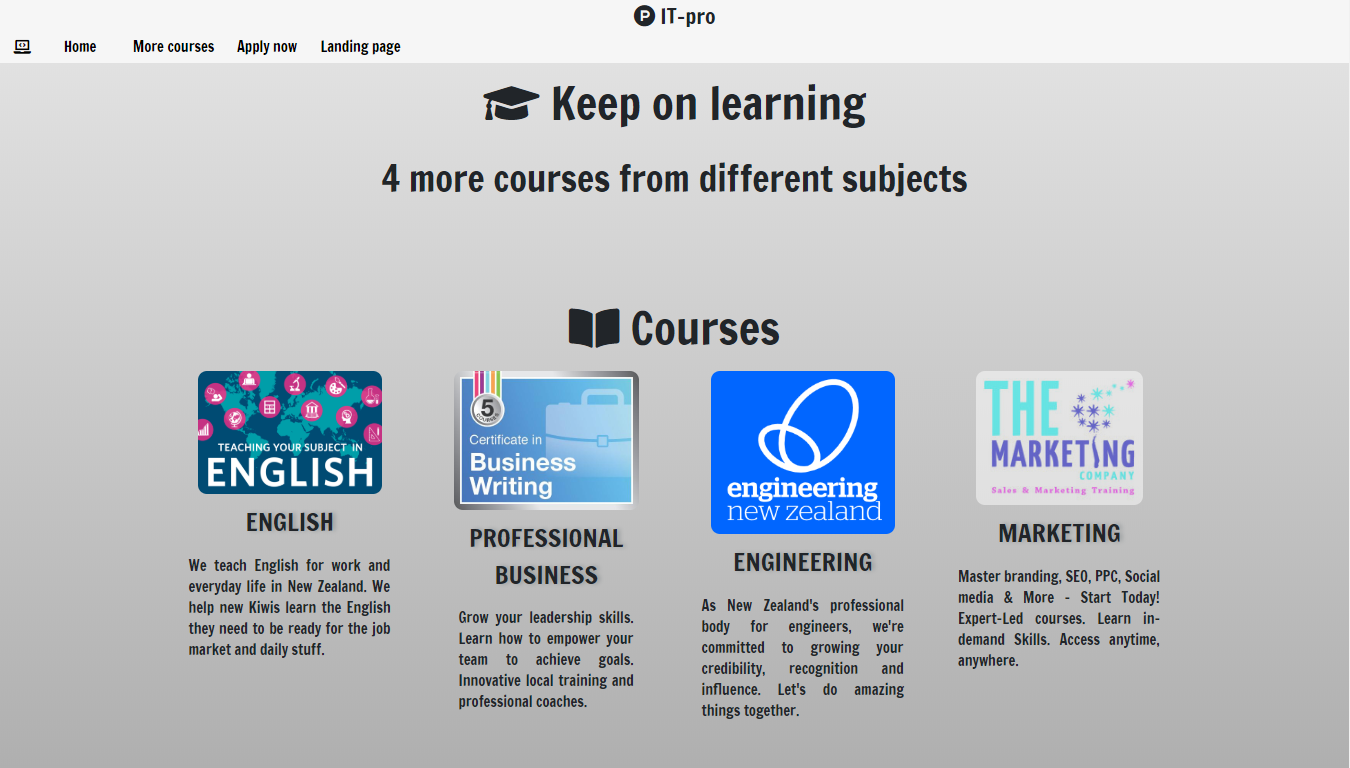 P IT-pro
Home More courses Apply now Landing page
Keep on learning
4 more courses from different subjects
Courses
TEACHING YOUR SUBJECT IN
ENGLISH
ENGLISH
We teach English for work and
everyday life in New Zealand. We
help new Kiwis learn the English
they need to be ready for the job
market and daily stuff.
5
COURSES
Certificate in
Business
Writing
PROFESSIONAL
BUSINESS
Grow your leadership skills.
Learn how to empower your
team to achieve goals.
Innovative local training and
professional coaches.
engineering
new zealand
ENGINEERING
As New Zealand's professional
body for engineers, we're
committed to growing your
credibility, recognition and
influence. Let's do amazing
things together.
THE
MARKETING
COMPANY
Sales & Marketing Training
MARKETING
Master branding, SEO, PPC, Social
media & More - Start Today!
Expert-Led courses. Learn in-
demand Skills. Access anytime,
anywhere.